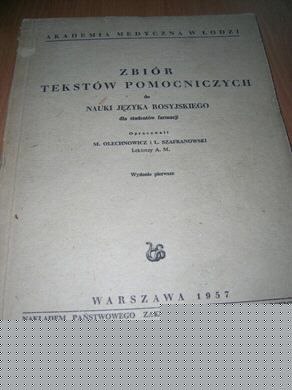 AKADEMIA MEDYCZNA W ŁODZI
ZBIÓR
TEKSTÓW POMOCNICZYCH
do
NAUKI JĘZYKA ROSYJSKIEGO
dla studentów farmacji
Opracowali
M. OLECHNOWICZ i L. SZAFRANOWSKI
Lektorzy A. M.
Wydanie pierwsze
WARSZAWA 1957
NAKŁADEM PAŃSTWOWEGO